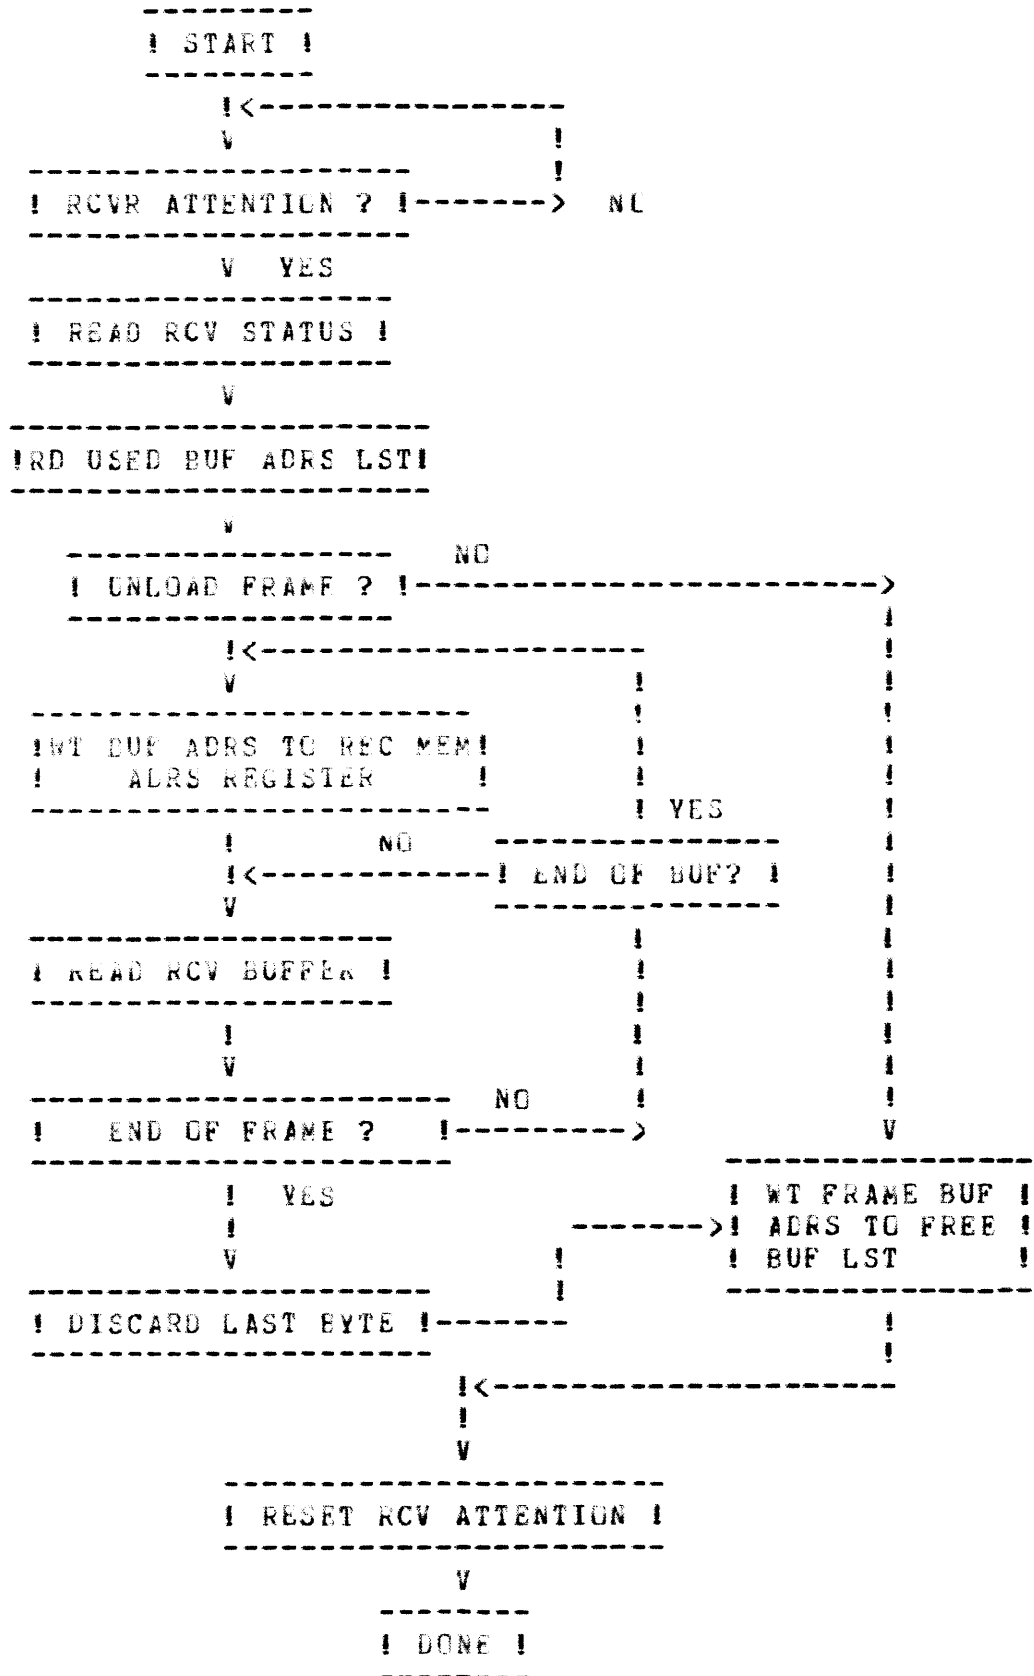 START
RCVR ATTENTION ? NO
YES
READ RCV STATUS
RD USED BUF ADRS LST
NO
UNLOAD FRAME ?
WT BUF ADRS TO REC MEM
ADRS REGISTER
YES
NO
END OF BUF?
READ RCV BUFFER
NO
END OF FRAME ?
YES
WT FRAME BUF
ADRS TO FREE
BUF LST
DISCARD LAST BYTE
RESET RCV ATTENTION
DONE